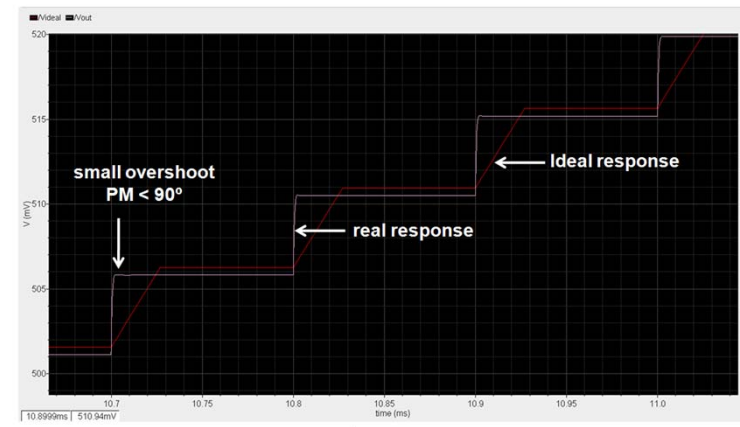 /Videal /Vout
520
515
510
505
500
V (mV)
small overshoot
PM < 90º
real response
Ideal response
10.7
10.75
10.8
10.85
10.9
10.95
11.0
time (ms)
10.8999ms 510.94mV